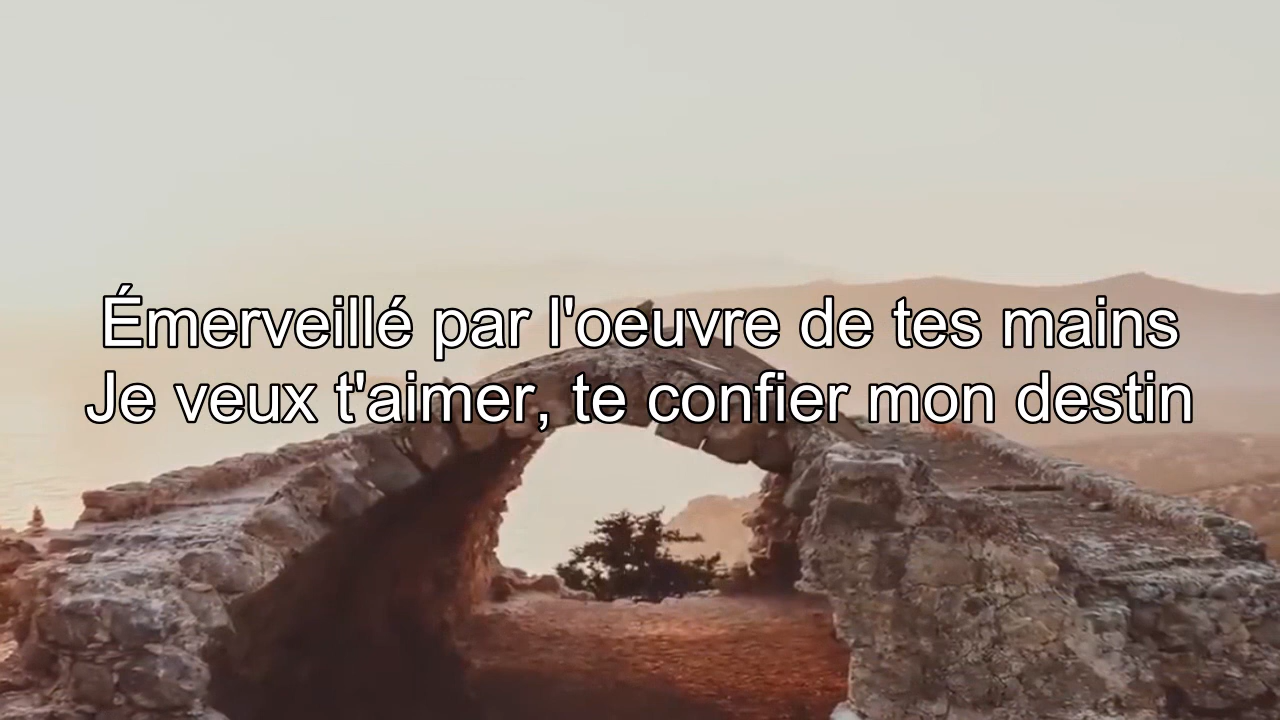 Émerveillé par l'oeuvre de tes mains
Je veux t'aimer, te confier mon destin